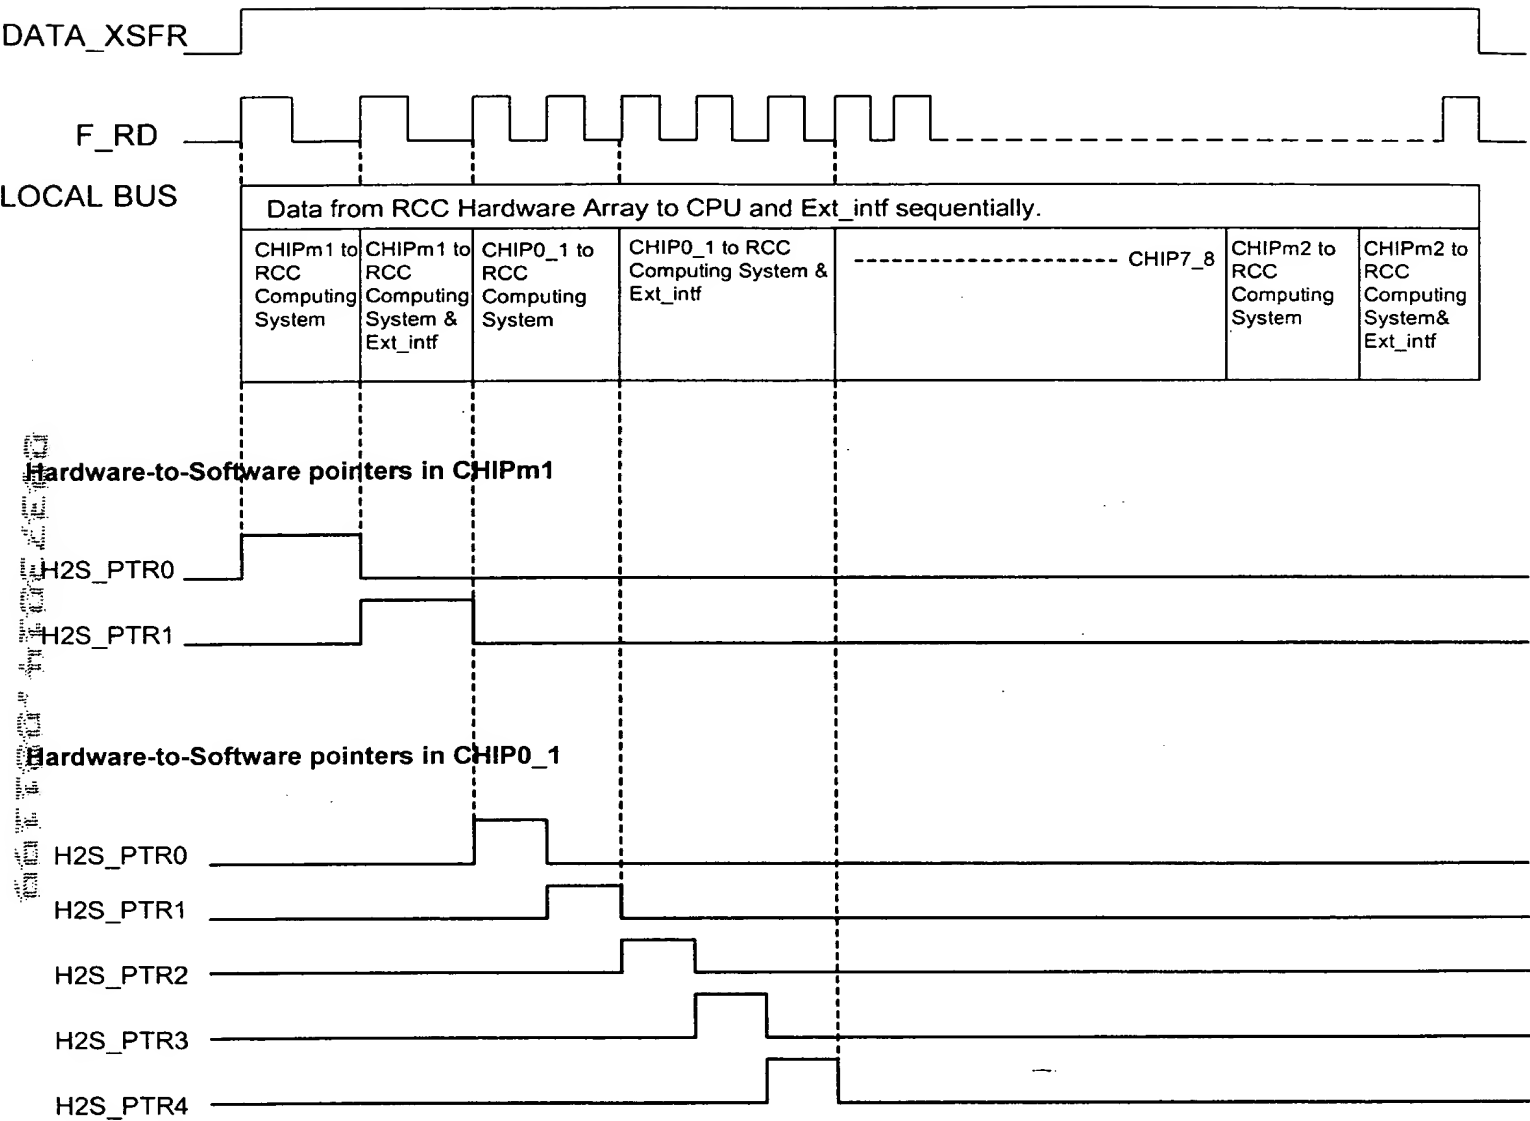 DATA_XSFR
F_RD
LOCAL BUS
Data from RCC Hardware Array to CPU and Ext_intf sequentially.
CHIPm1 to
RCC
Computing
System
CHIPm1 to
RCC
Computing
System &
Ext_intf
CHIP0_1 to
RCC
Computing
System
CHIP0_1 to RCC
Computing System &
Ext_intf
CHIP7_8
CHIPm2 to
RCC
Computing
System
CHIPm2 to
RCC
Computing
System&
Ext_intf
Hardware-to-Software pointers in CHIPm1
H2S_PTR0
H2S_PTR1
Hardware-to-Software pointers in CHIP0_1
H2S_PTR0
H2S_PTR1
H2S_PTR2
H2S_PTR3
H2S_PTR4